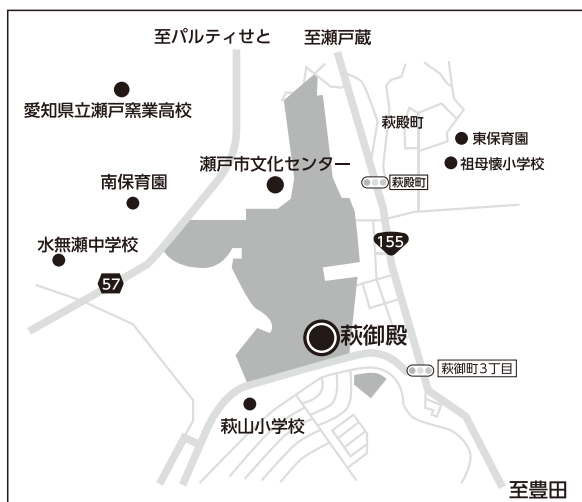 至パルティせと
至瀬戸蔵
愛知県立瀬戸窯業高校
萩殿町
東保育園
祖母懐小学校
瀬戸市文化センター
萩殿町
南保育園
水無瀬中学校
155
57
萩御殿
萩御町3丁目
萩山小学校
至豊田